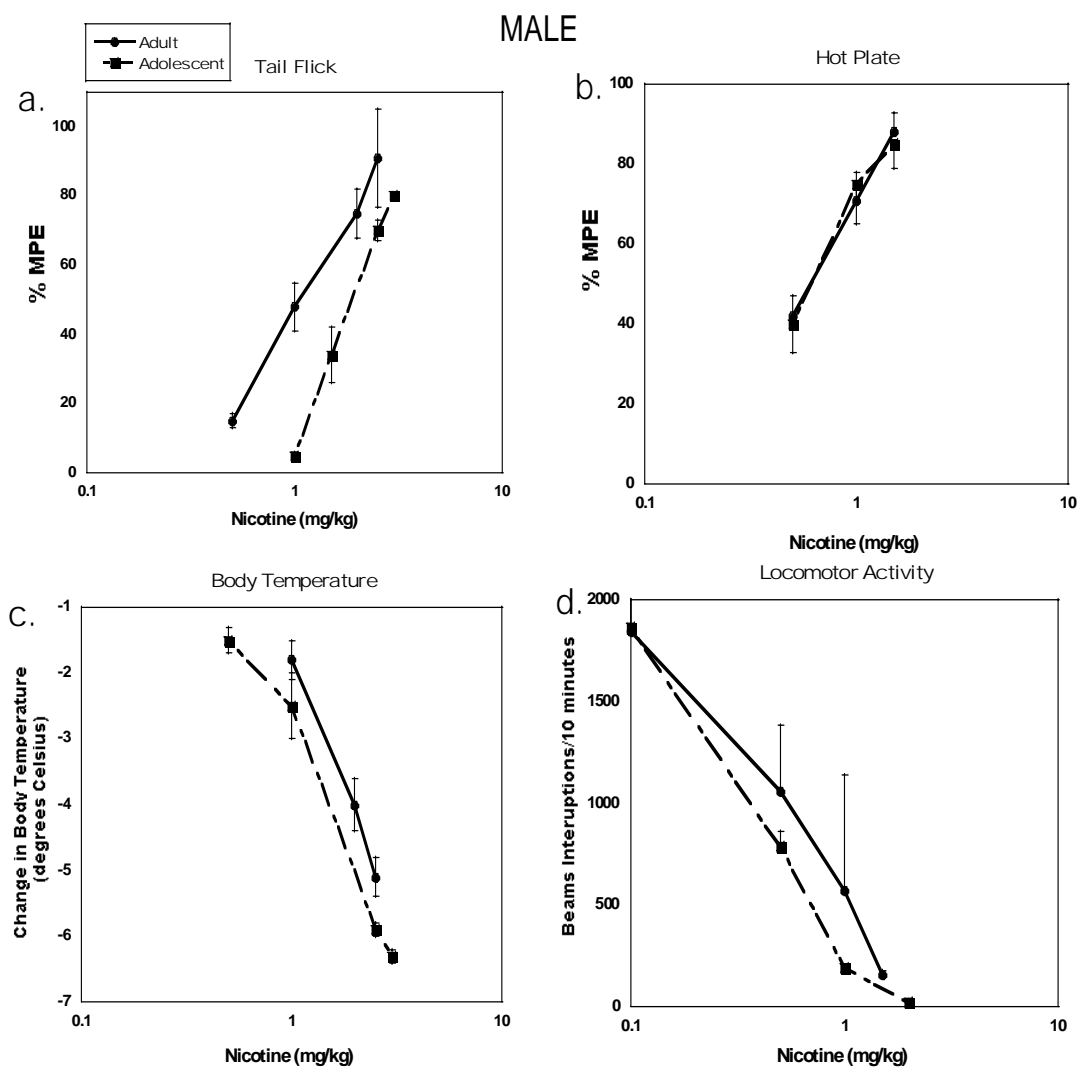 MALE
Adult
Adolescent
Tail Flick
a.
% MPE
100
80
60
40
20
0
0.1
1
10
Nicotine (mg/kg)
Hot Plate
b.
% MPE
100
80
60
40
20
0
0.1
1
10
Nicotine (mg/kg)
Body Temperature
c.
Change in Body Temperature
(degrees Celsius)
-1
-2
-3
-4
-5
-6
-7
0.1
1
10
Nicotine (mg/kg)
Locomotor Activity
d.
Beams Interuptions/10 minutes
2000
1500
1000
500
0
0.1
1
10
Nicotine (mg/kg)